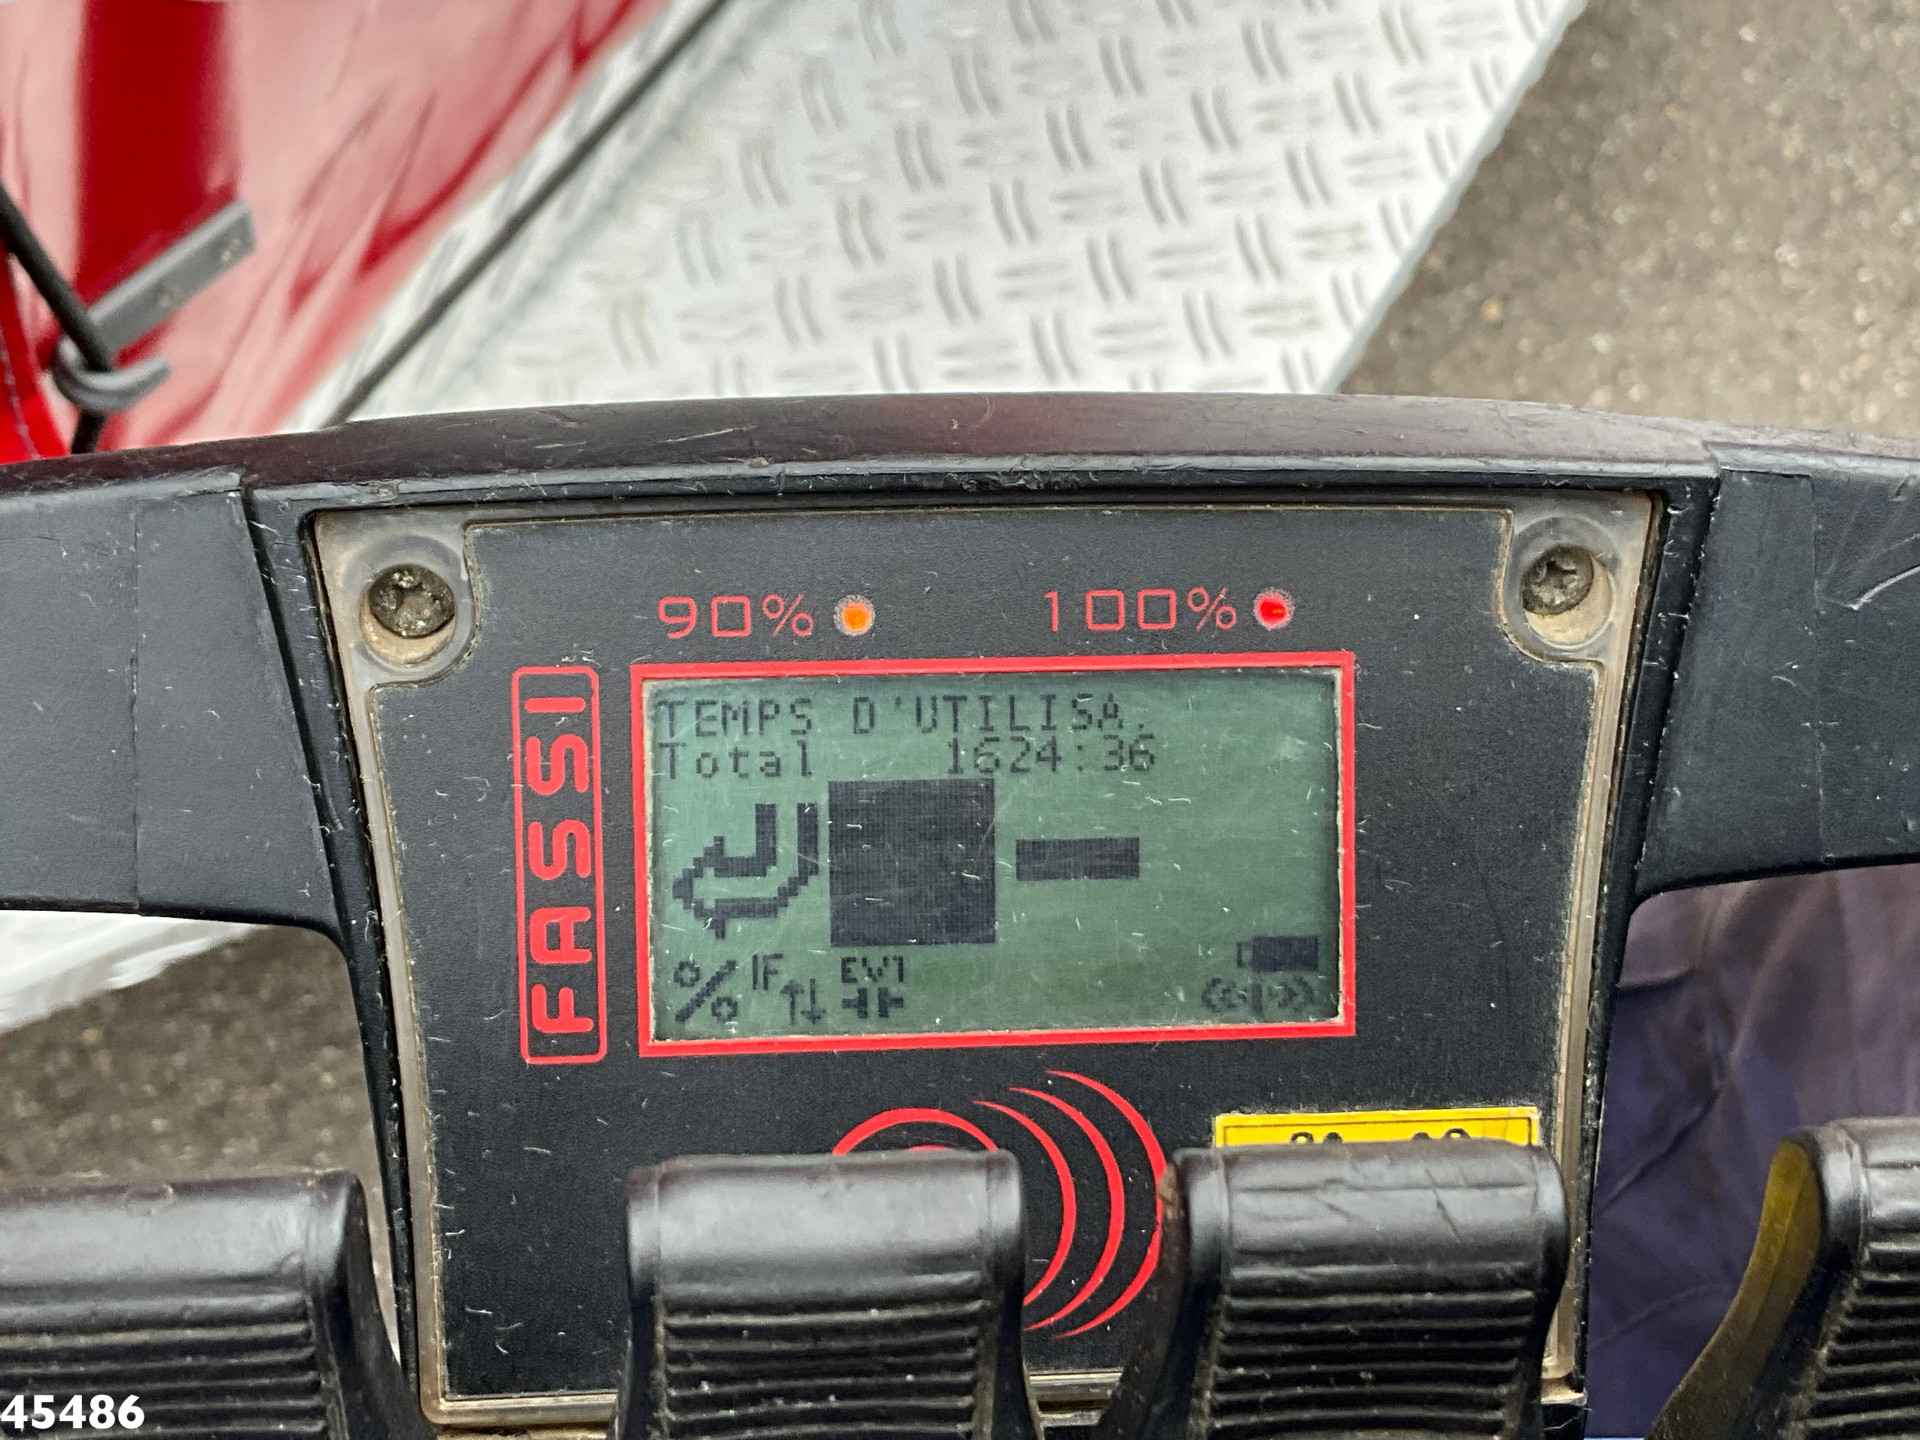 90% 100%
FASSI
TEMPS D'UTILISA.
Total 1624:36
% IF EV1
45486